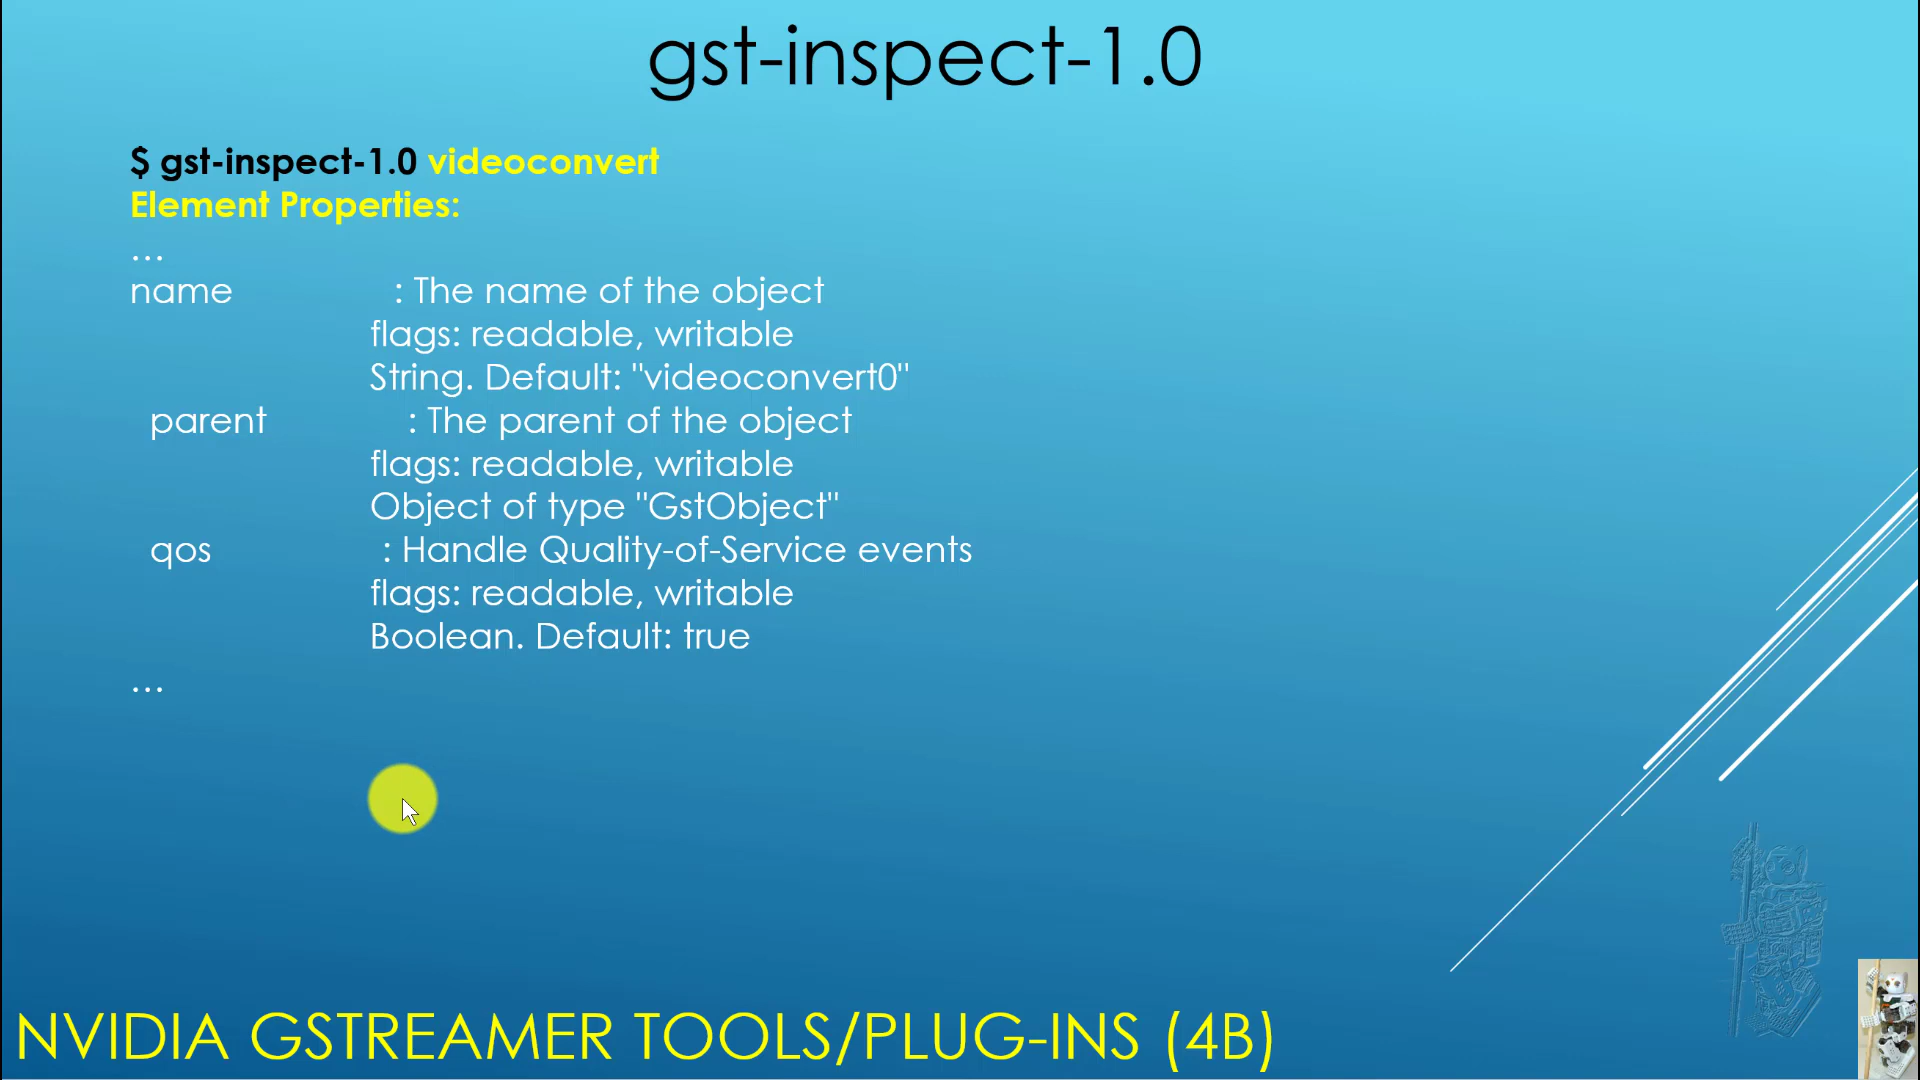 gst-inspect-1.0
$ gst-inspect-1.0 videoconvert
Element Properties:
...
name : The name of the object
flags: readable, writable
String. Default: "videoconvert0"
parent : The parent of the object
flags: readable, writable
Object of type "GstObject"
qos : Handle Quality-of-Service events
flags: readable, writable
Boolean. Default: true
...
NVIDIA GSTREAMER TOOLS/PLUG-INS (4B)